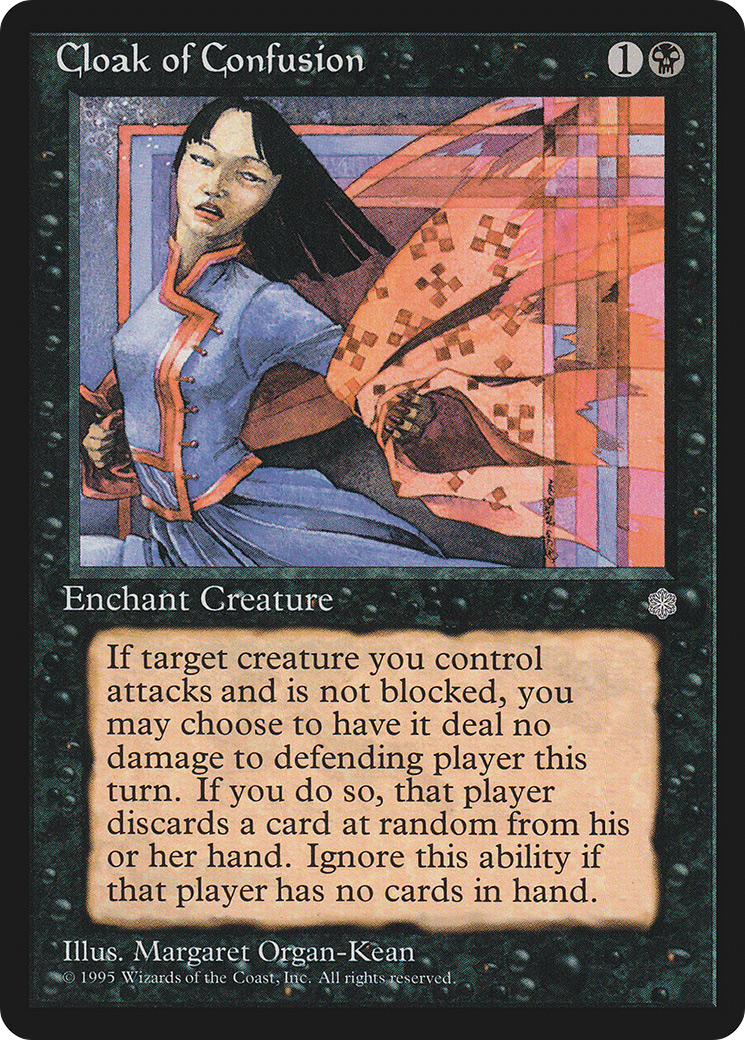 Cloak of Confusion
1
Enchant Creature
If target creature you control
attacks and is not blocked, you
may choose to have it deal no
damage to defending player this
turn. If you do so, that player
discards a card at random from his
or her hand. Ignore this ability if
that player has no cards in hand.
Illus. Margaret Organ-Kean
© 1995 Wizards of the Coast, Inc. All rights reserved.